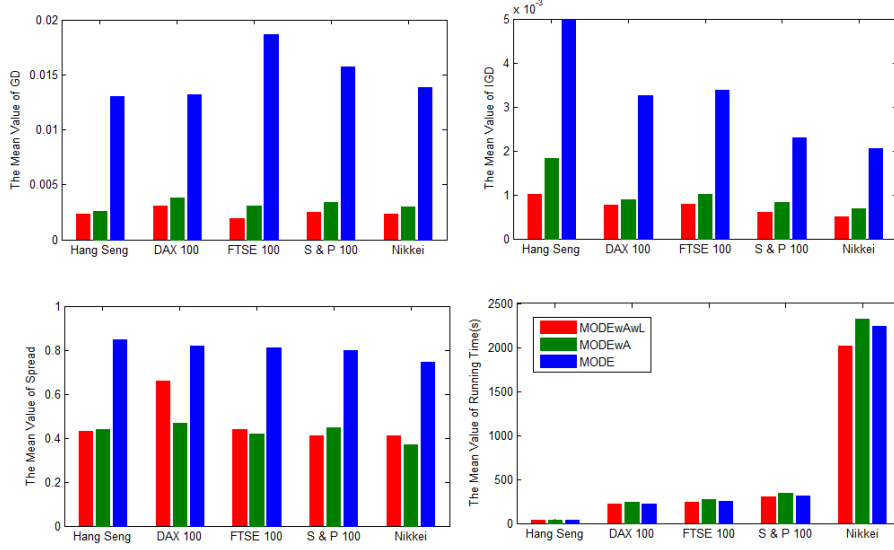 The Mean Value of GD
0.02
0.015
0.01
0.005
0
Hang Seng DAX 100 FTSE 100 S & P 100 Nikkei
The Mean Value of IGD
x 10^-3
5
4
3
2
1
0
Hang Seng DAX 100 FTSE 100 S & P 100 Nikkei
The Mean Value of Spread
1
0.8
0.6
0.4
0.2
0
Hang Seng DAX 100 FTSE 100 S & P 100 Nikkei
The Mean Value of Running Time(s)
2500
2000
1500
1000
500
0
MODEwAwL
MODEwA
MODE
Hang Seng DAX 100 FTSE 100 S & P 100 Nikkei